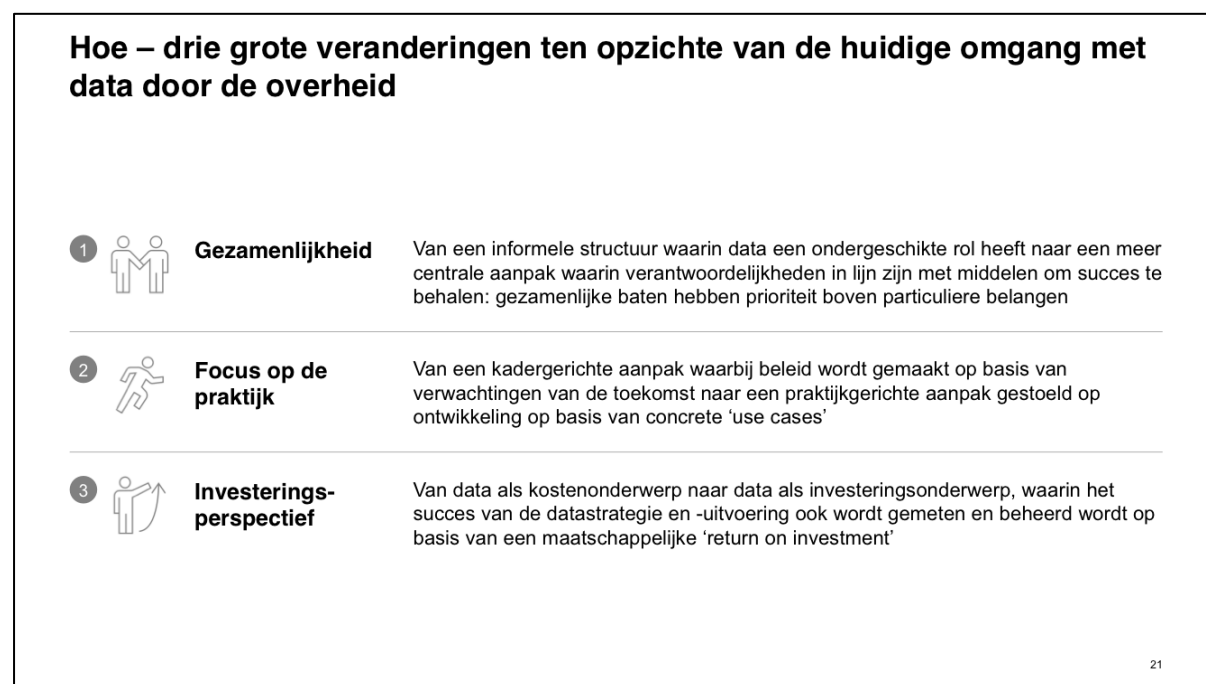 Hoe – drie grote veranderingen ten opzichte van de huidige omgang met
data door de overheid
1
Gezamenlijkheid
Van een informele structuur waarin data een ondergeschikte rol heeft naar een meer
centrale aanpak waarin verantwoordelijkheden in lijn zijn met middelen om succes te
behalen: gezamenlijke baten hebben prioriteit boven particuliere belangen
2
Focus op de
praktijk
Van een kadergerichte aanpak waarbij beleid wordt gemaakt op basis van
verwachtingen van de toekomst naar een praktijkgerichte aanpak gestoeld op
ontwikkeling op basis van concrete ‘use cases’
3
Investerings-
perspectief
Van data als kostenonderwerp naar data als investeringsonderwerp, waarin het
succes van de datastrategie en -uitvoering ook wordt gemeten en beheerd wordt op
basis van een maatschappelijke ‘return on investment’
21